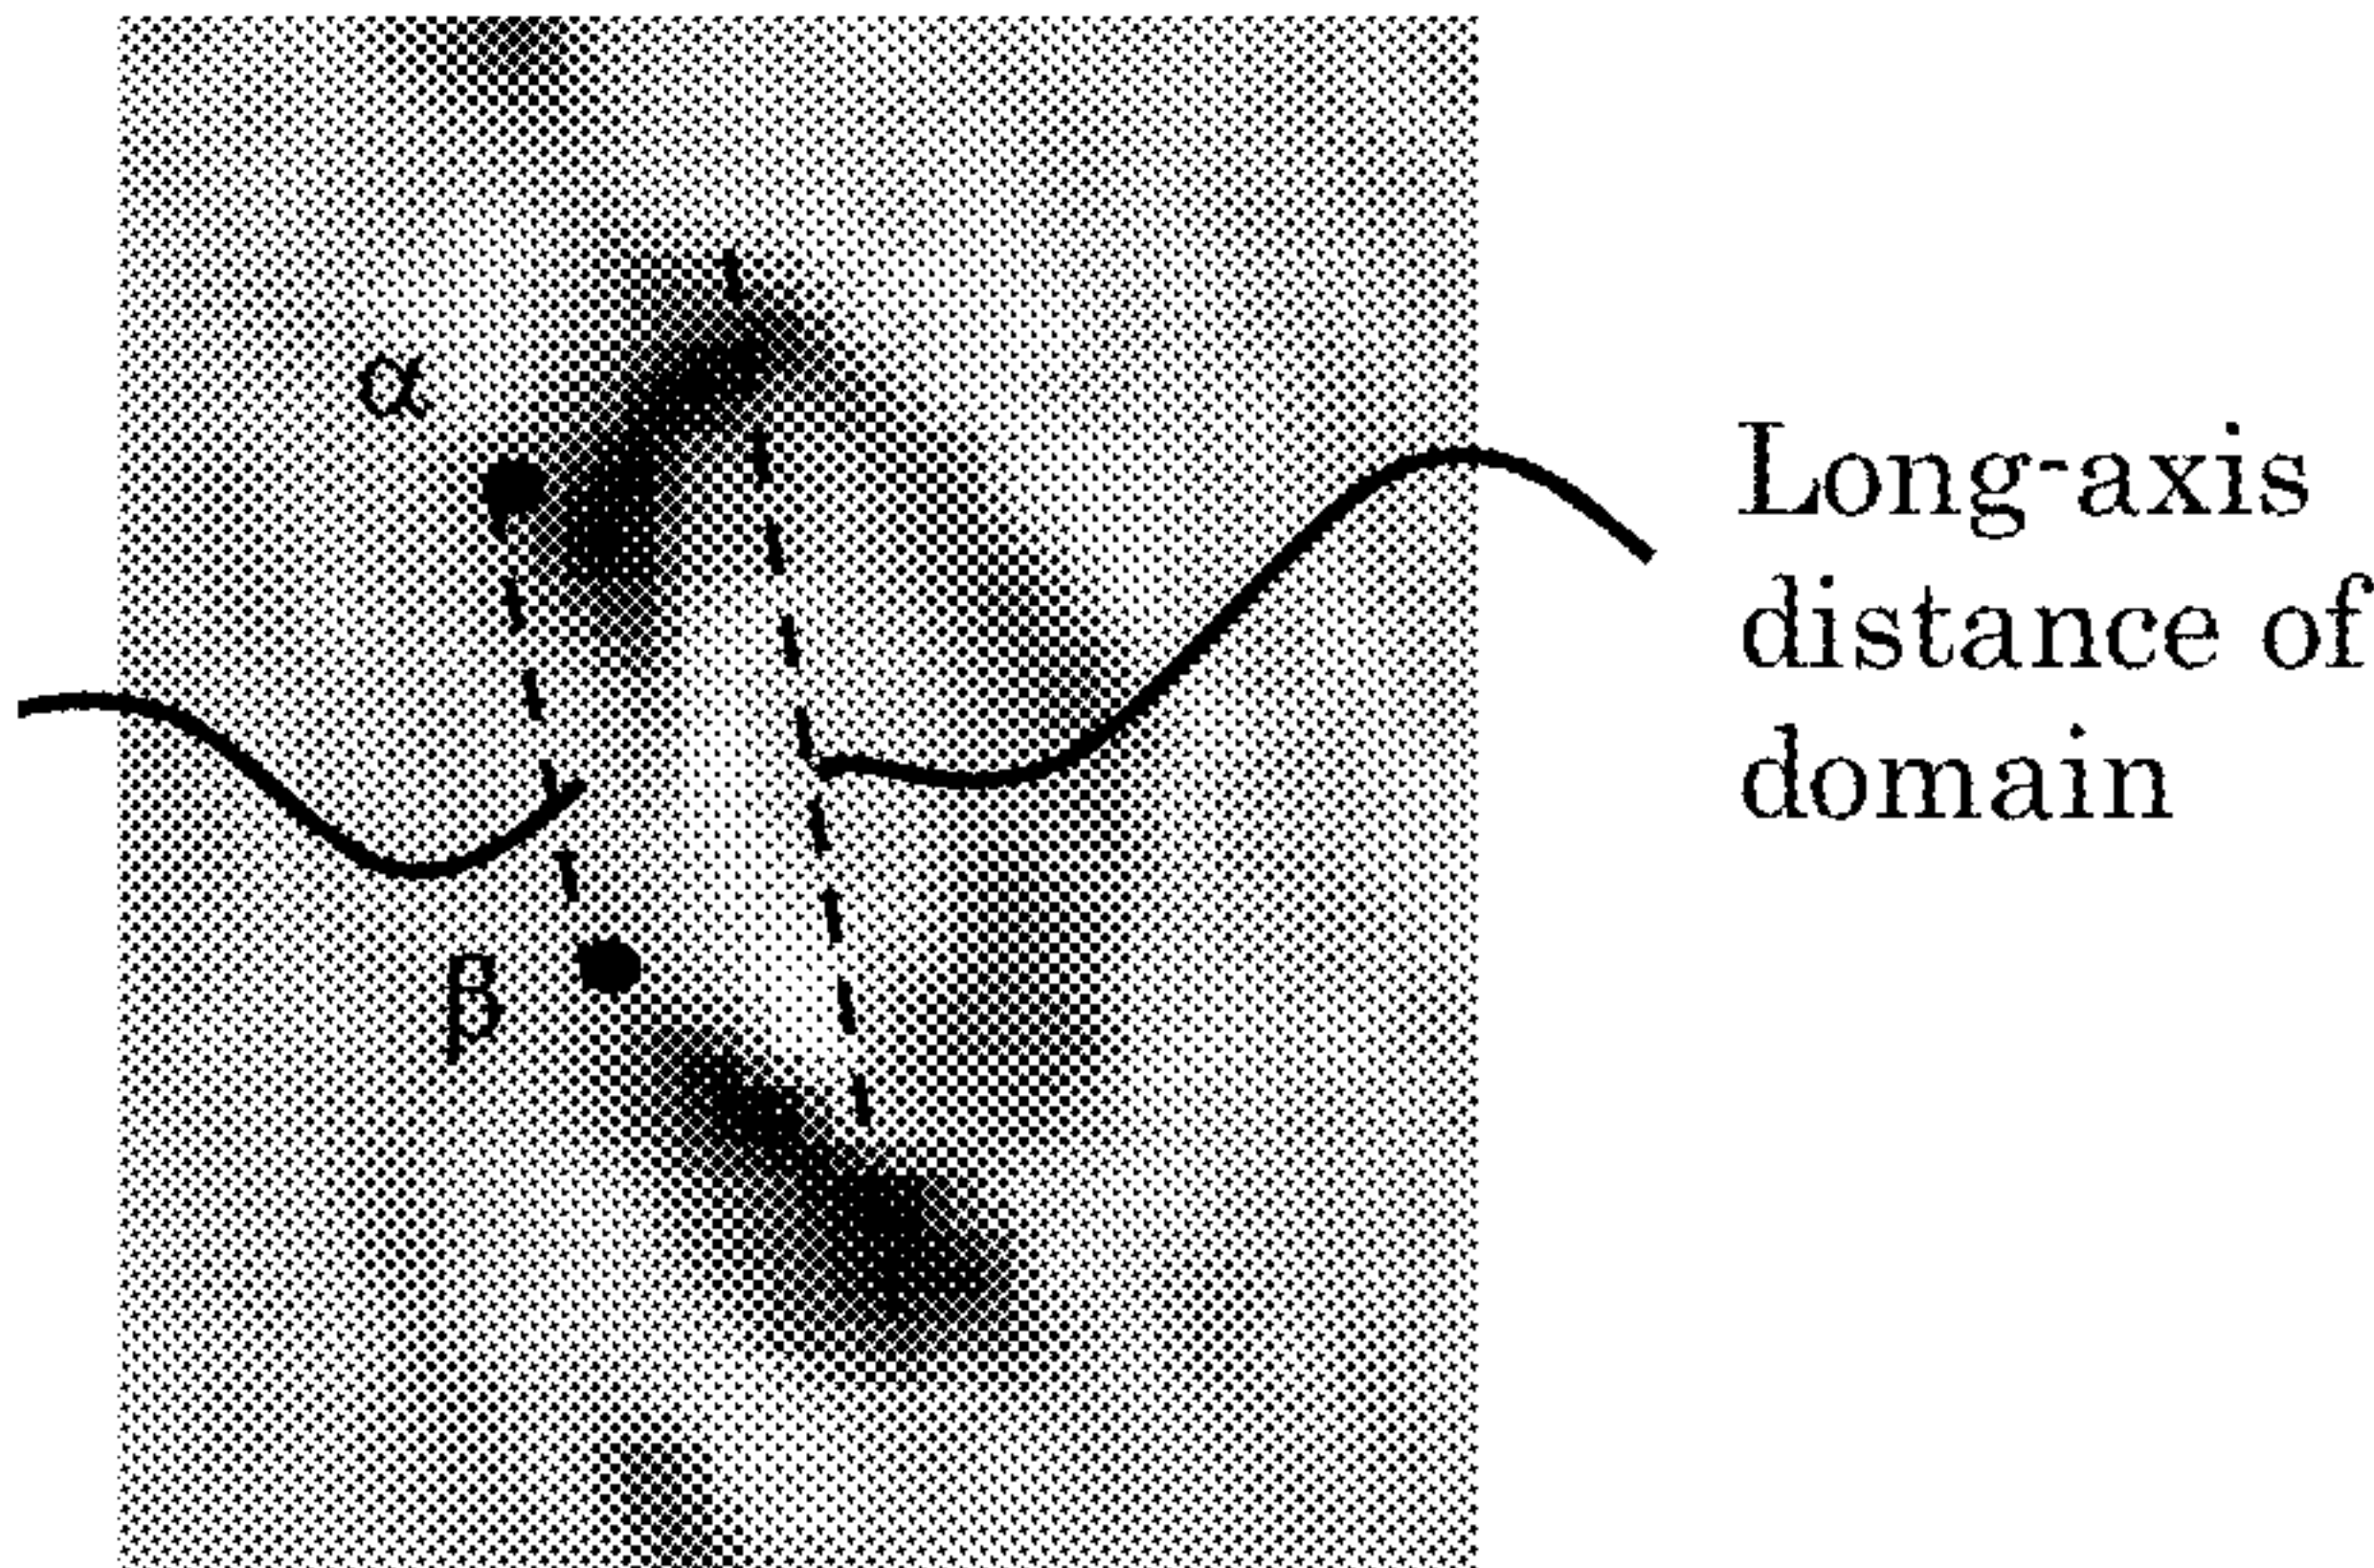 α
Long-axis
distance of
domain
β